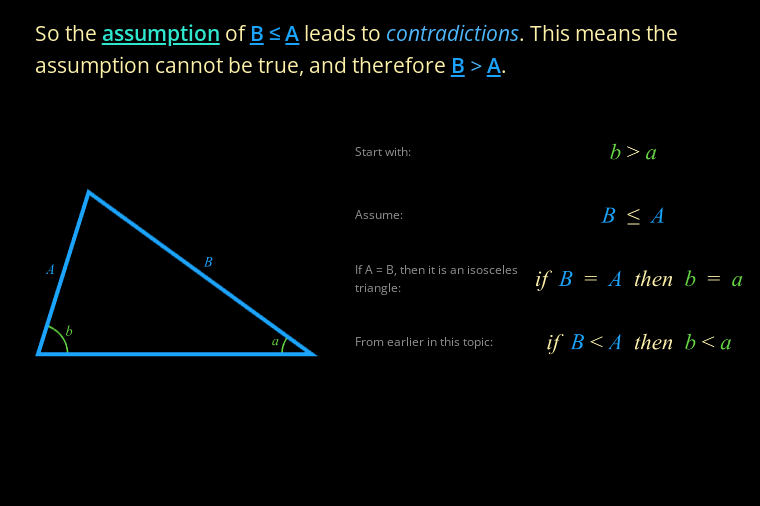 So the assumption of B ≤ A leads to contradictions. This means the
assumption cannot be true, and therefore B > A.
Start with:
b > a
Assume:
B ≤ A
If A = B, then it is an isosceles
triangle:
if B = A then b = a
From earlier in this topic:
if B < A then b < a
A
B
b
a